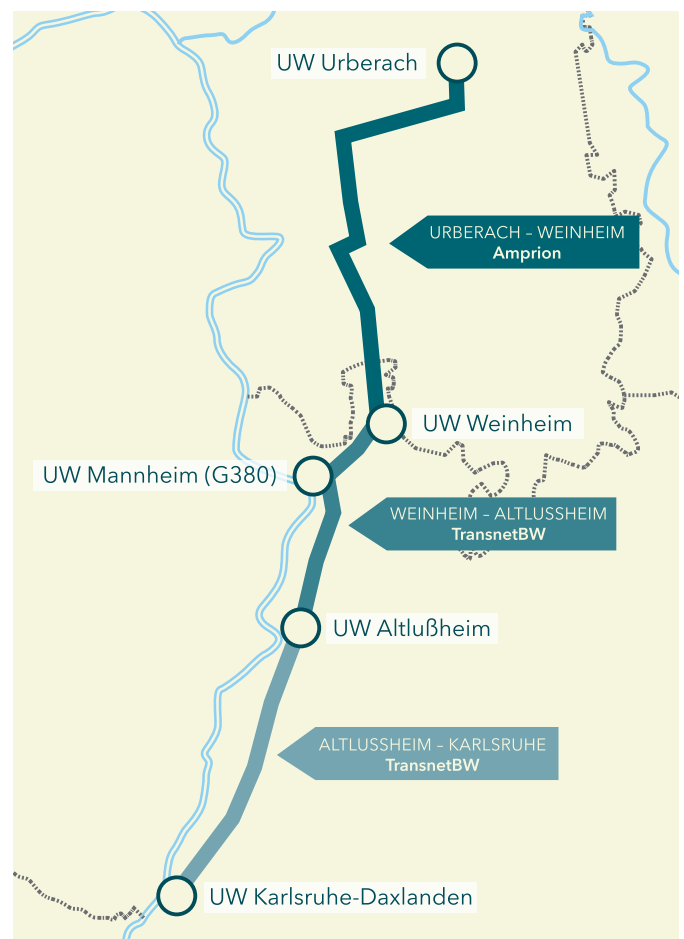 UW Urberach
URBERACH – WEINHEIM
Amprion
UW Weinheim
UW Mannheim (G380)
WEINHEIM – ALTLUSSHEIM
TransnetBW
UW Altlußheim
ALTLUSSHEIM – KARLSRUHE
TransnetBW
UW Karlsruhe-Daxlanden